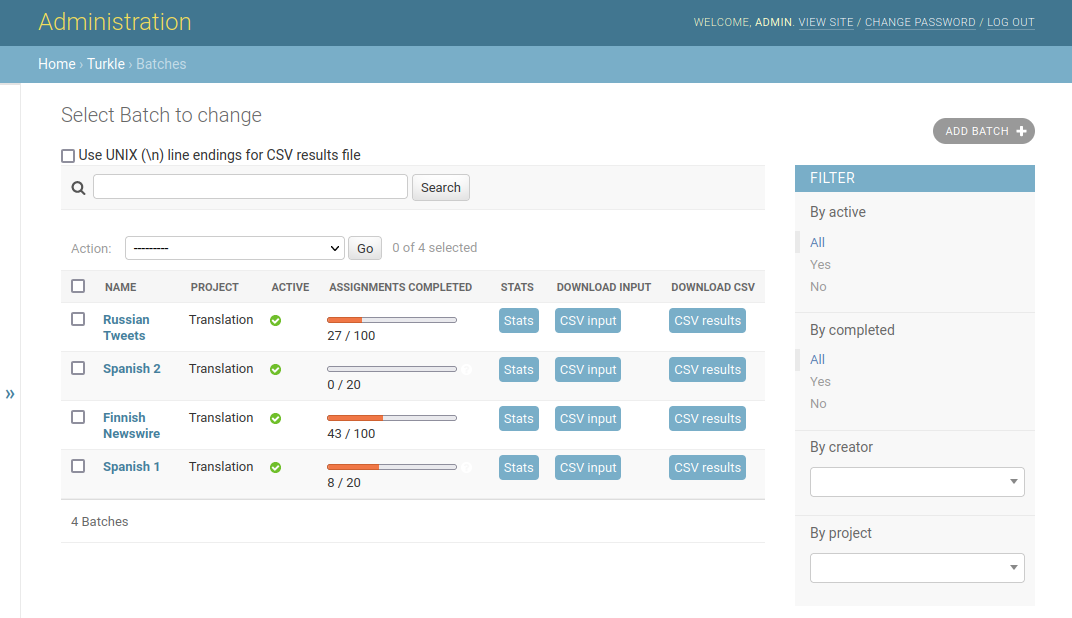 Administration
WELCOME, ADMIN. VIEW SITE / CHANGE PASSWORD / LOG OUT
Home › Turkle › Batches
»
Select Batch to change
ADD BATCH +
Use UNIX (\n) line endings for CSV results file
Search
Action: --------- Go 0 of 4 selected
NAME PROJECT ACTIVE ASSIGNMENTS COMPLETED STATS DOWNLOAD INPUT DOWNLOAD CSV
Russian Tweets Translation 27 / 100 Stats CSV input CSV results
Spanish 2 Translation 0 / 20 Stats CSV input CSV results
Finnish Newswire Translation 43 / 100 Stats CSV input CSV results
Spanish 1 Translation 8 / 20 Stats CSV input CSV results
4 Batches
FILTER
By active
All
Yes
No
By completed
All
Yes
No
By creator
By project